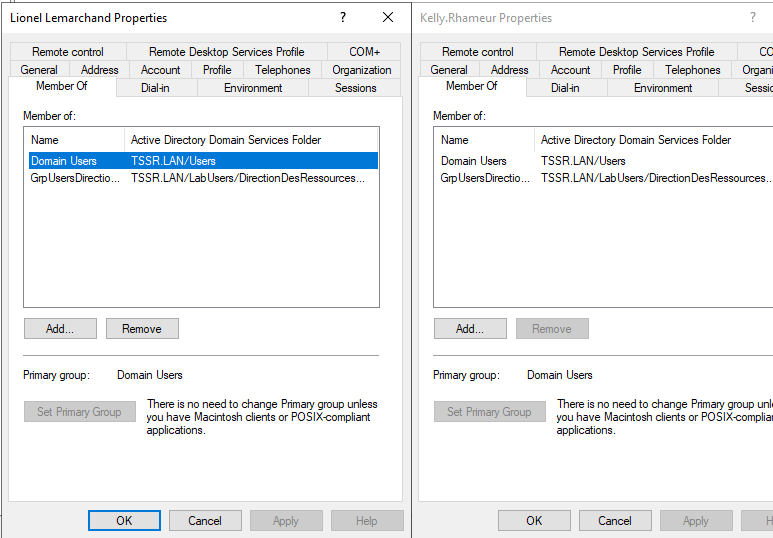 Lionel Lemarchand Properties ? ×
Remote control Remote Desktop Services Profile COM+
General Address Account Profile Telephones Organization
Member Of Dial-in Environment Sessions
Member of:
Name Active Directory Domain Services Folder
Domain Users TSSR.LAN/Users
GrpUsersDirectio... TSSR.LAN/LabUsers/DirectionDesRessources...
Add... Remove
Primary group: Domain Users
Set Primary Group
There is no need to change Primary group unless
you have Macintosh clients or POSIX-compliant
applications.
OK Cancel Apply Help
Kelly.Rhameur Properties ?
Remote control Remote Desktop Services Profile CO
General Address Account Profile Telephones Organi
Member Of Dial-in Environment Sessi
Member of:
Name Active Directory Domain Services Folder
Domain Users TSSR.LAN/Users
GrpUsersDirectio... TSSR.LAN/LabUsers/DirectionDesRessources...
Add... Remove
Primary group: Domain Users
Set Primary Group
There is no need to change Primary group unl
you have Macintosh clients or POSIX-compliant
applications.
OK Cancel Apply H